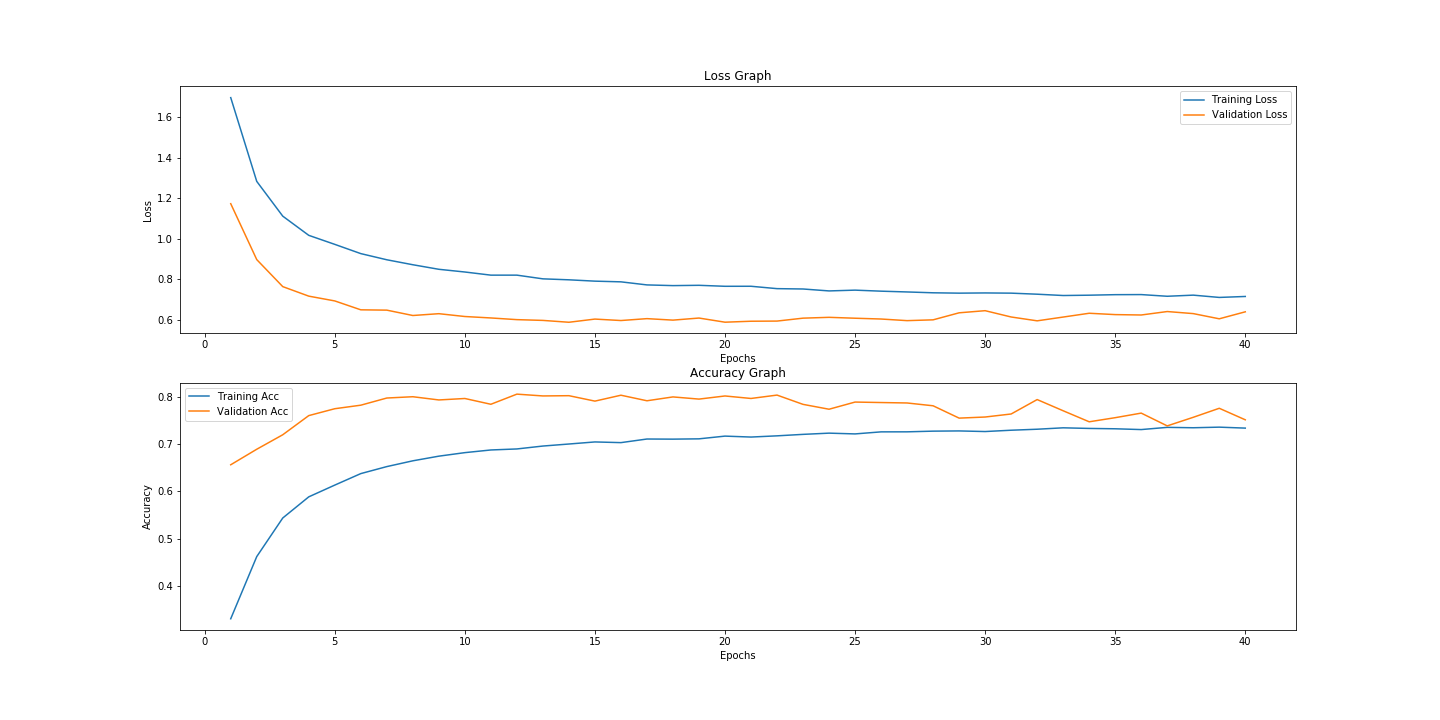 Loss Graph
Training Loss
Validation Loss
1.6
1.4
1.2
1.0
0.8
0.6
Loss
0 5 10 15 20 25 30 35 40
Epochs
Accuracy Graph
Training Acc
Validation Acc
0.8
0.7
0.6
0.5
0.4
Accuracy
0 5 10 15 20 25 30 35 40
Epochs